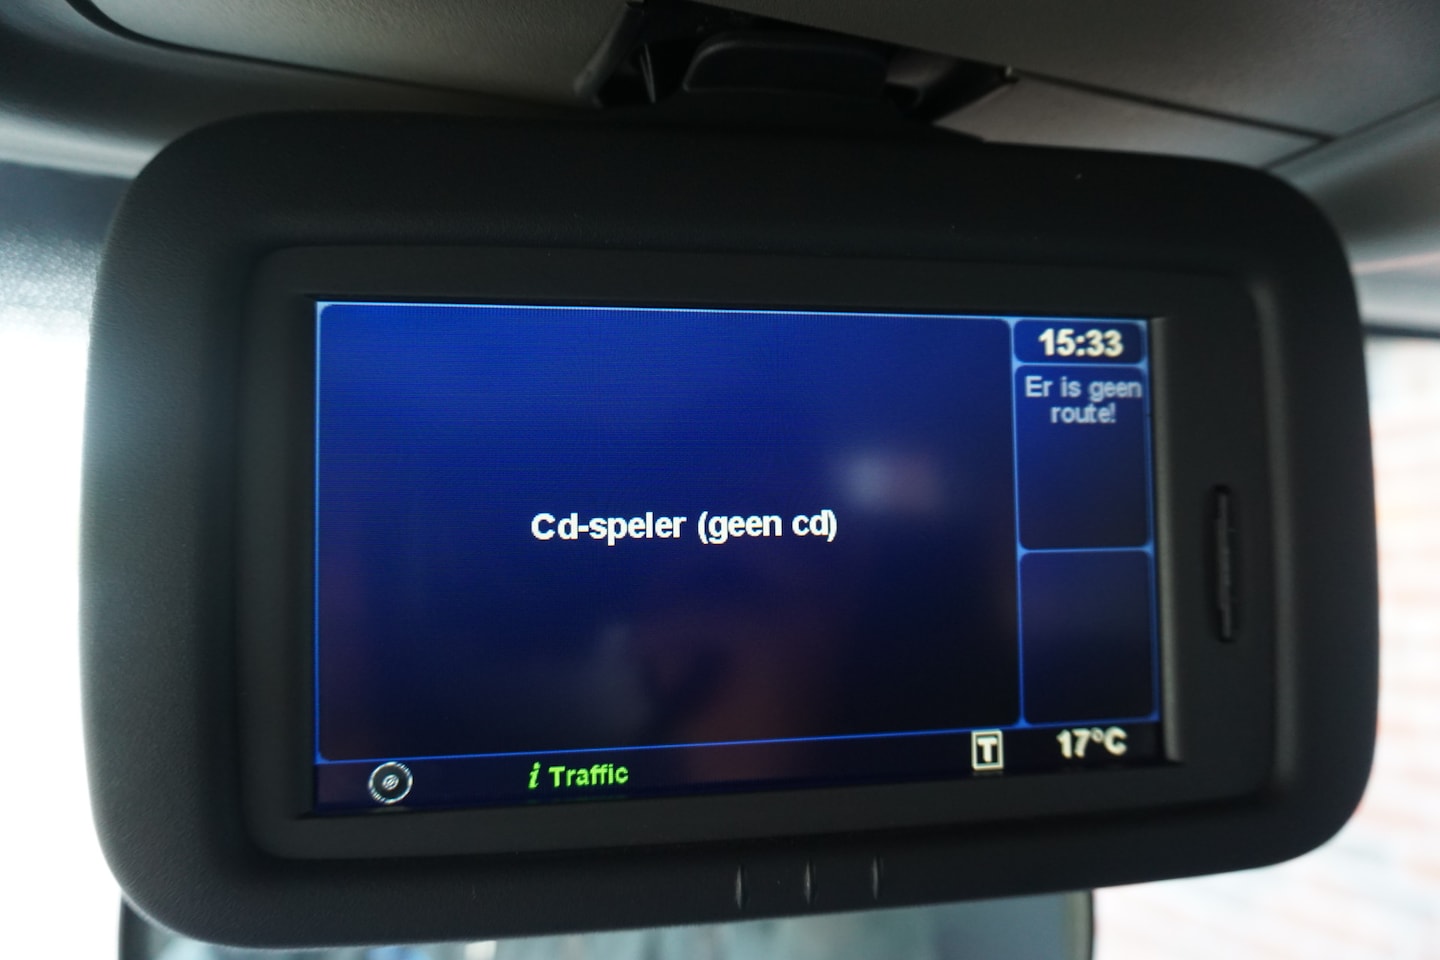 15:33
Er is geen
route!
Cd-speler (geen cd)
i Traffic
T
17°C